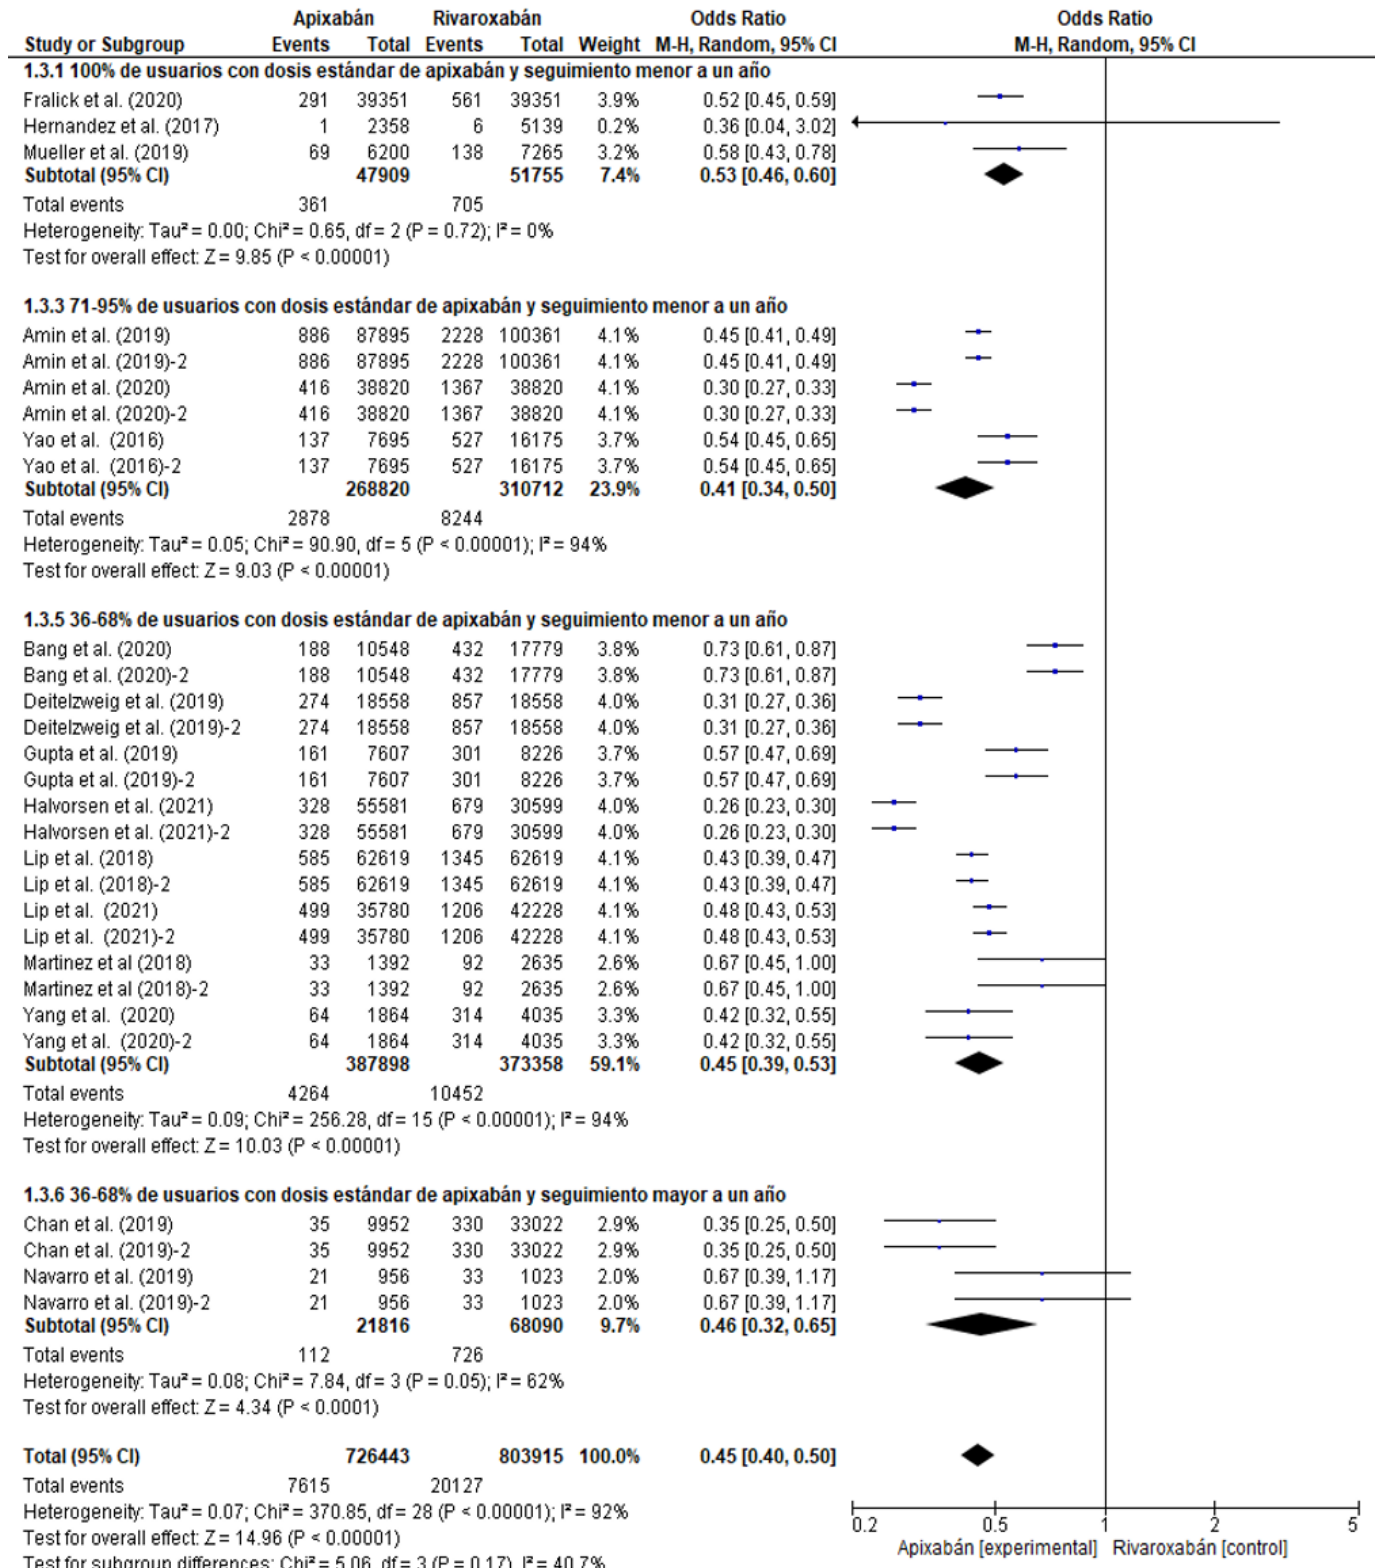 Apixabán Rivaroxabán Odds Ratio Odds Ratio
Study or Subgroup Events Total Events Total Weight M-H, Random, 95% CI M-H, Random, 95% CI
1.3.1 100% de usuarios con dosis estándar de apixabán y seguimiento menor a un año
Fralick et al. (2020) 291 39351 561 39351 3.9% 0.52 [0.45, 0.59]
Hernandez et al. (2017) 1 2358 6 5139 0.2% 0.36 [0.04, 3.02]
Mueller et al. (2019) 69 6200 138 7265 3.2% 0.58 [0.43, 0.78]
Subtotal (95% CI) 47909 51755 7.4% 0.53 [0.46, 0.60]
Total events 361 705
Heterogeneity: Tau² = 0.00; Chi² = 0.65, df = 2 (P = 0.72); I² = 0%
Test for overall effect: Z = 9.85 (P < 0.00001)
1.3.3 71-95% de usuarios con dosis estándar de apixabán y seguimiento menor a un año
Amin et al. (2019) 886 87895 2228 100361 4.1% 0.45 [0.41, 0.49]
Amin et al. (2019)-2 886 87895 2228 100361 4.1% 0.45 [0.41, 0.49]
Amin et al. (2020) 416 38820 1367 38820 4.1% 0.30 [0.27, 0.33]
Amin et al. (2020)-2 416 38820 1367 38820 4.1% 0.30 [0.27, 0.33]
Yao et al. (2016) 137 7695 527 16175 3.7% 0.54 [0.45, 0.65]
Yao et al. (2016)-2 137 7695 527 16175 3.7% 0.54 [0.45, 0.65]
Subtotal (95% CI) 268820 310712 23.9% 0.41 [0.34, 0.50]
Total events 2878 8244
Heterogeneity: Tau² = 0.05; Chi² = 90.90, df = 5 (P < 0.00001); I² = 94%
Test for overall effect: Z = 9.03 (P < 0.00001)
1.3.5 36-68% de usuarios con dosis estándar de apixabán y seguimiento menor a un año
Bang et al. (2020) 188 10548 432 17779 3.8% 0.73 [0.61, 0.87]
Bang et al. (2020)-2 188 10548 432 17779 3.8% 0.73 [0.61, 0.87]
Deitelzweig et al. (2019) 274 18558 857 18558 4.0% 0.31 [0.27, 0.36]
Deitelzweig et al. (2019)-2 274 18558 857 18558 4.0% 0.31 [0.27, 0.36]
Gupta et al. (2019) 161 7607 301 8226 3.7% 0.57 [0.47, 0.69]
Gupta et al. (2019)-2 161 7607 301 8226 3.7% 0.57 [0.47, 0.69]
Halvorsen et al. (2021) 328 55581 679 30599 4.0% 0.26 [0.23, 0.30]
Halvorsen et al. (2021)-2 328 55581 679 30599 4.0% 0.26 [0.23, 0.30]
Lip et al. (2018) 585 62619 1345 62619 4.1% 0.43 [0.39, 0.47]
Lip et al. (2018)-2 585 62619 1345 62619 4.1% 0.43 [0.39, 0.47]
Lip et al. (2021) 499 35780 1206 42228 4.1% 0.48 [0.43, 0.53]
Lip et al. (2021)-2 499 35780 1206 42228 4.1% 0.48 [0.43, 0.53]
Martinez et al (2018) 33 1392 92 2635 2.6% 0.67 [0.45, 1.00]
Martinez et al (2018)-2 33 1392 92 2635 2.6% 0.67 [0.45, 1.00]
Yang et al. (2020) 64 1864 314 4035 3.3% 0.42 [0.32, 0.55]
Yang et al. (2020)-2 64 1864 314 4035 3.3% 0.42 [0.32, 0.55]
Subtotal (95% CI) 387898 373358 59.1% 0.45 [0.39, 0.53]
Total events 4264 10452
Heterogeneity: Tau² = 0.09; Chi² = 256.28, df = 15 (P < 0.00001); I² = 94%
Test for overall effect: Z = 10.03 (P < 0.00001)
1.3.6 36-68% de usuarios con dosis estándar de apixabán y seguimiento mayor a un año
Chan et al. (2019) 35 9952 330 33022 2.9% 0.35 [0.25, 0.50]
Chan et al. (2019)-2 35 9952 330 33022 2.9% 0.35 [0.25, 0.50]
Navarro et al. (2019) 21 956 33 1023 2.0% 0.67 [0.39, 1.17]
Navarro et al. (2019)-2 21 956 33 1023 2.0% 0.67 [0.39, 1.17]
Subtotal (95% CI) 21816 68090 9.7% 0.46 [0.32, 0.65]
Total events 112 726
Heterogeneity: Tau² = 0.08; Chi² = 7.84, df = 3 (P = 0.05); I² = 62%
Test for overall effect: Z = 4.34 (P < 0.0001)
Total (95% CI) 726443 803915 100.0% 0.45 [0.40, 0.50]
Total events 7615 20127
Heterogeneity: Tau² = 0.07; Chi² = 370.85, df = 28 (P < 0.00001); I² = 92%
Test for overall effect: Z = 14.96 (P < 0.00001)
Test for subgroup differences: Chi² = 5.06, df = 3 (P = 0.17), I² = 40.7%
0.2 0.5 1 2 5
Apixabán [experimental] Rivaroxabán [control]